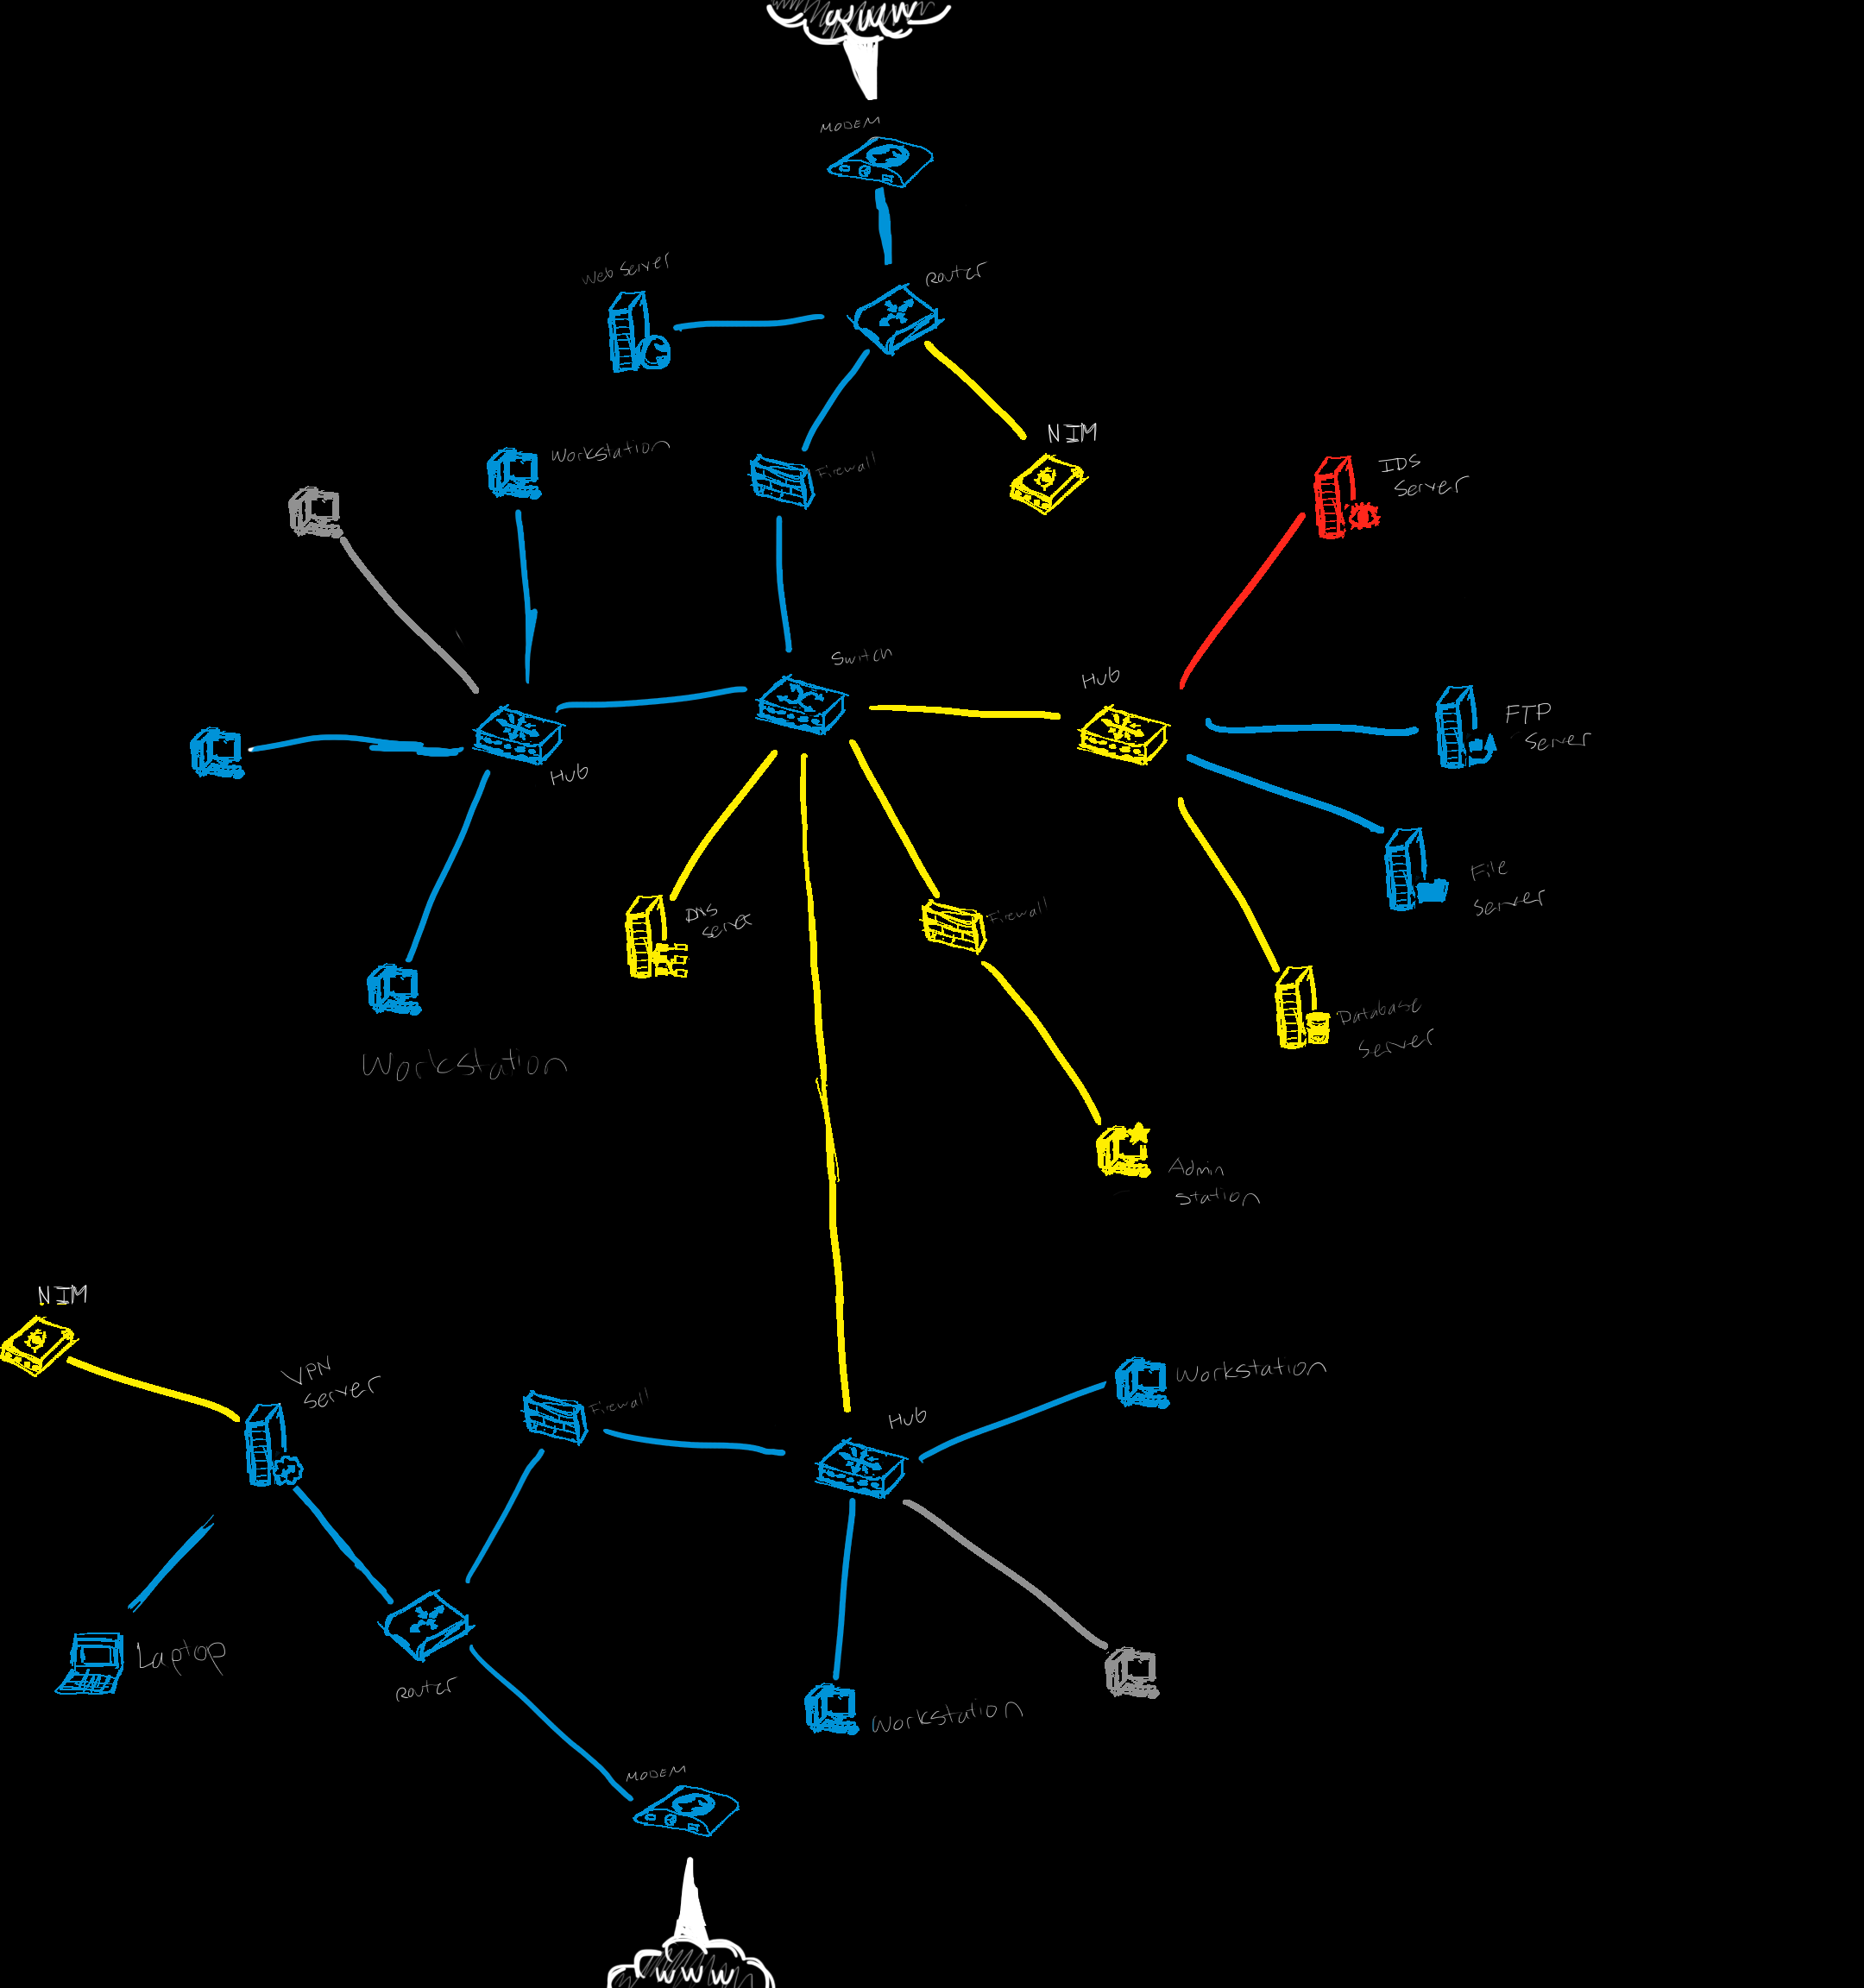 www
MODEM
Web Server
Router
Workstation
Firewall
NIM
IDS
Server
Switch
Hub
Hub
FTP
Server
File
Server
DNS
Server
Firewall
Database
Server
Workstation
Admin
Station
NIM
VPN
Server
Firewall
Hub
Workstation
Laptop
Router
Workstation
MODEM
www